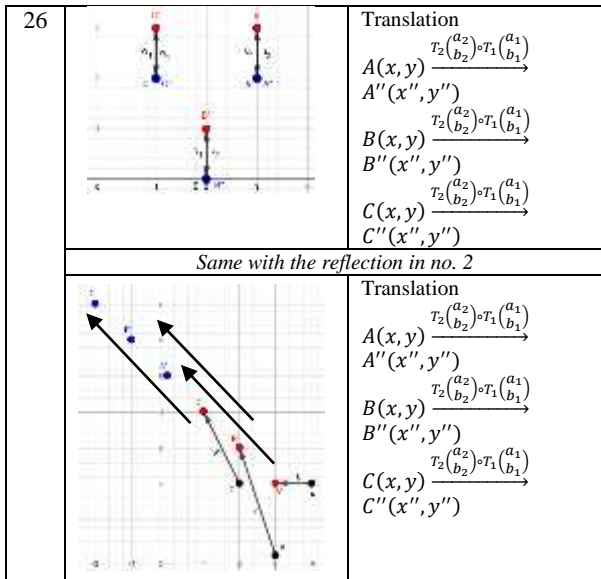 26
Translation
A(x, y) T₂(a₂ b₂)∘T₁(a₁ b₁) →
A''(x'', y'')
B(x, y) T₂(a₂ b₂)∘T₁(a₁ b₁) →
B''(x'', y'')
C(x, y) T₂(a₂ b₂)∘T₁(a₁ b₁) →
C''(x'', y'')
Same with the reflection in no. 2
Translation
A(x, y) T₂(a₂ b₂)∘T₁(a₁ b₁) →
A''(x'', y'')
B(x, y) T₂(a₂ b₂)∘T₁(a₁ b₁) →
B''(x'', y'')
C(x, y) T₂(a₂ b₂)∘T₁(a₁ b₁) →
C''(x'', y'')